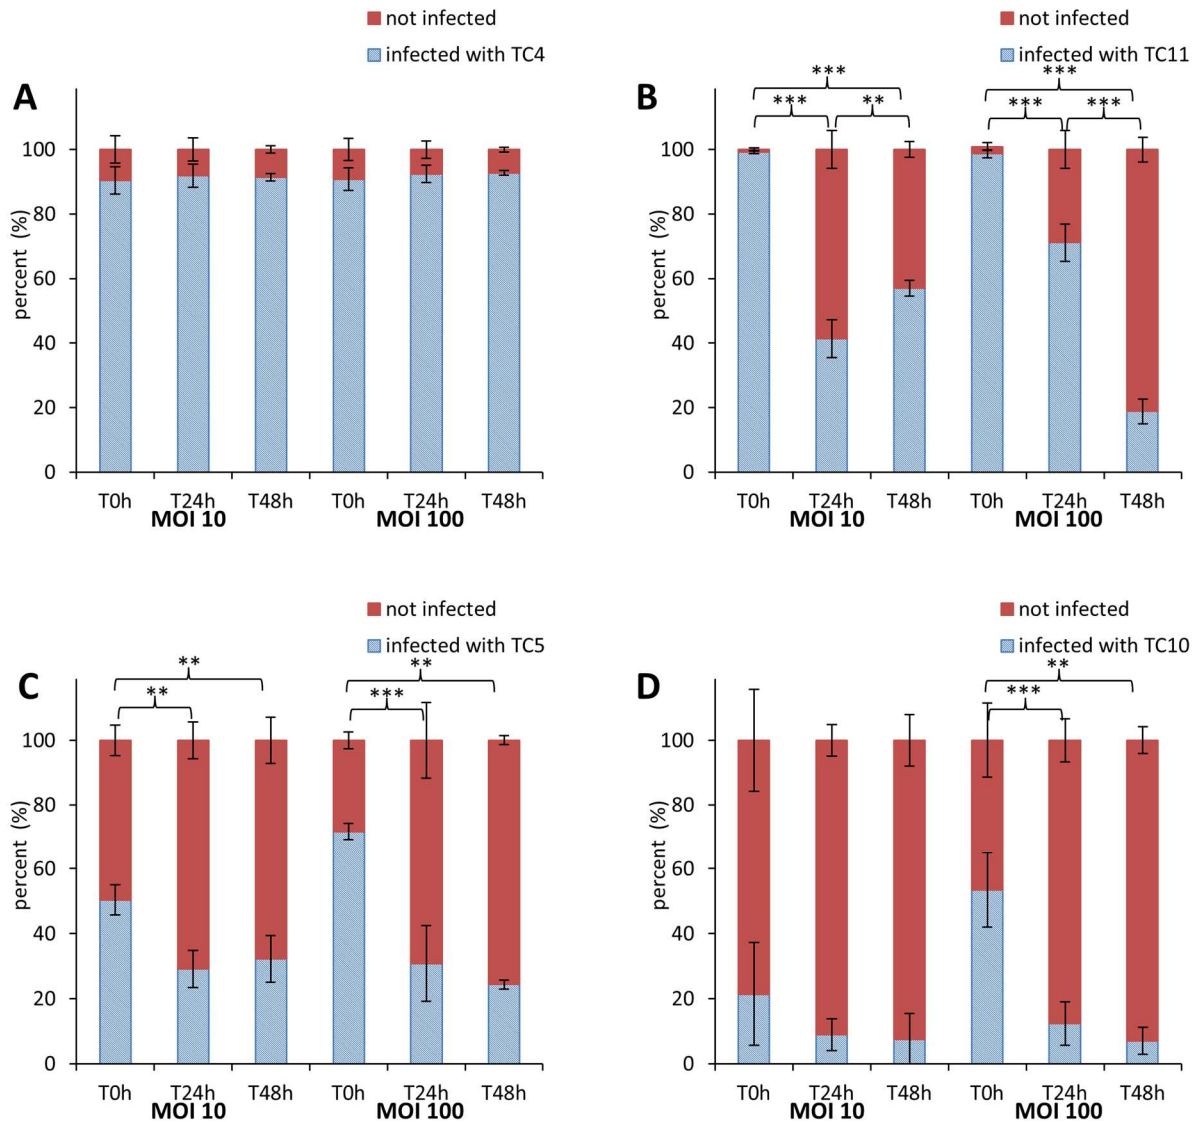 not infected
infected with TC4
A
percent (%)
100
80
60
40
20
0
T0h T24h T48h T0h T24h T48h
MOI 10 MOI 100
not infected
infected with TC11
B
*** ***
*** ** *** ***
percent (%)
100
80
60
40
20
0
T0h T24h T48h T0h T24h T48h
MOI 10 MOI 100
not infected
infected with TC5
C
** **
** ***
percent (%)
100
80
60
40
20
0
T0h T24h T48h T0h T24h T48h
MOI 10 MOI 100
not infected
infected with TC10
D
**
***
percent (%)
100
80
60
40
20
0
T0h T24h T48h T0h T24h T48h
MOI 10 MOI 100